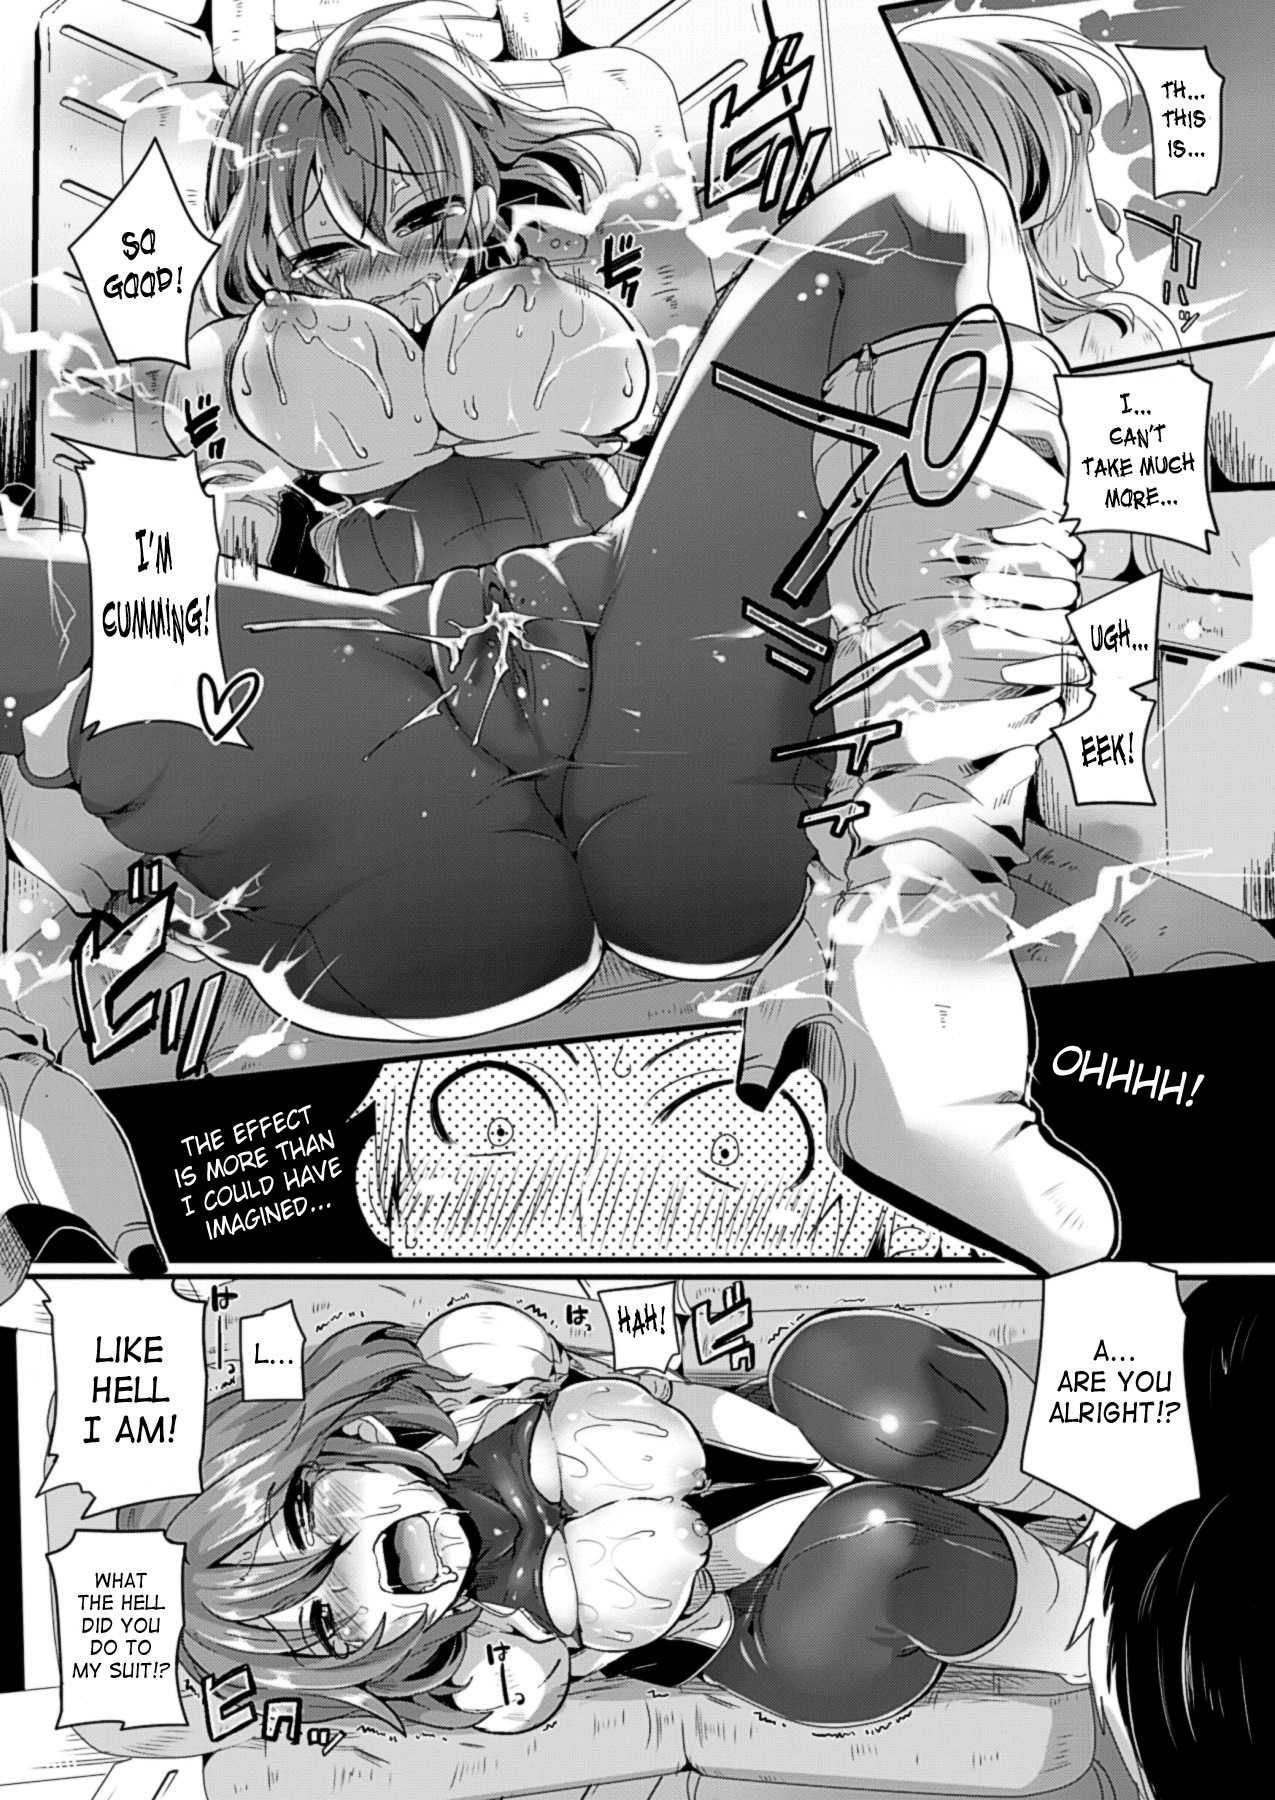 TH...
THIS
IS...
SO
GOOD!
I...
CAN'T
TAKE MUCH
MORE...
I'M
CUMMING!
UGH...
EEK!
OHHHH!
THE EFFECT
IS MORE THAN
I COULD HAVE
IMAGINED...
A...
ARE YOU
ALRIGHT!?
HAH!
L...
LIKE
HELL
I AM!
WHAT
THE HELL
DID YOU
DO TO
MY SUIT!?